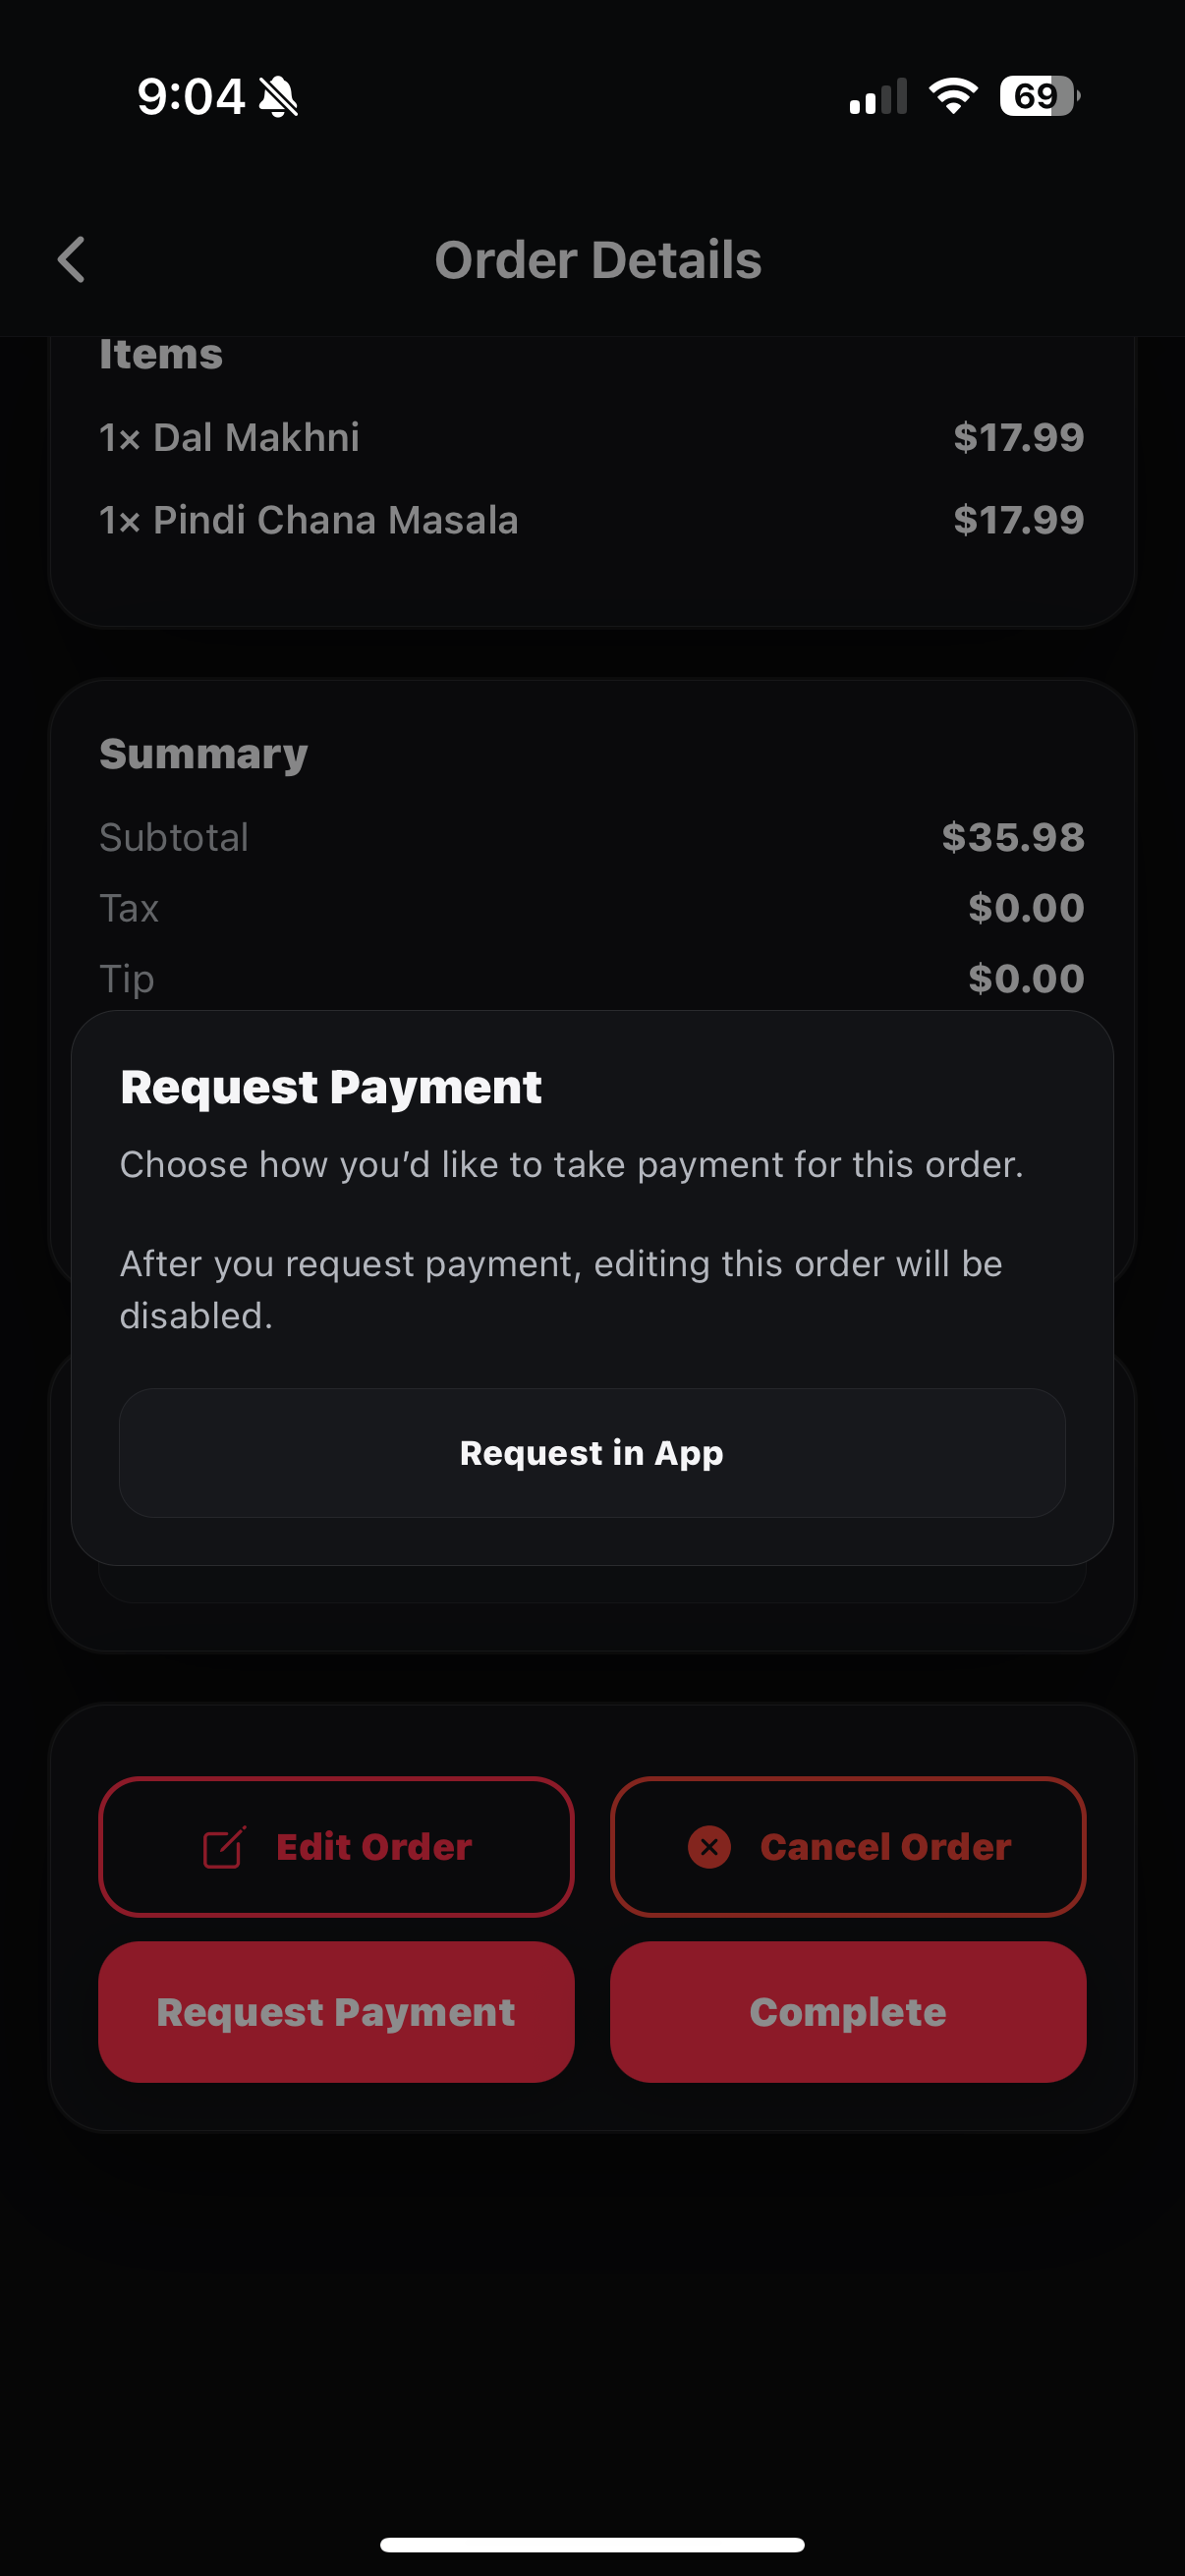 9:04
69
Order Details
Items
1× Dal Makhni $17.99
1× Pindi Chana Masala $17.99
Summary
Subtotal $35.98
Tax $0.00
Tip $0.00
Request Payment
Choose how you’d like to take payment for this order.
After you request payment, editing this order will be
disabled.
Request in App
Edit Order
Cancel Order
Request Payment
Complete